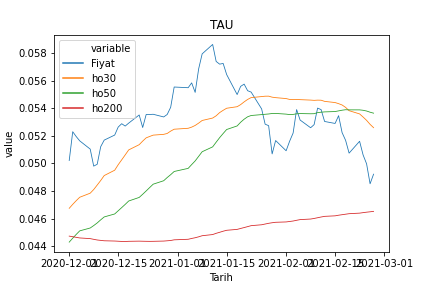 TAU
variable
Fiyat
ho30
ho50
ho200
value
0.058
0.056
0.054
0.052
0.050
0.048
0.046
0.044
2020-12-01
2020-12-15
2021-01-01
2021-01-15
2021-02-01
2021-02-15
2021-03-01
Tarih